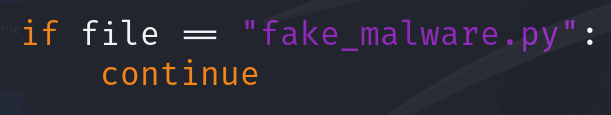 if file == "fake_malware.py":
    continue